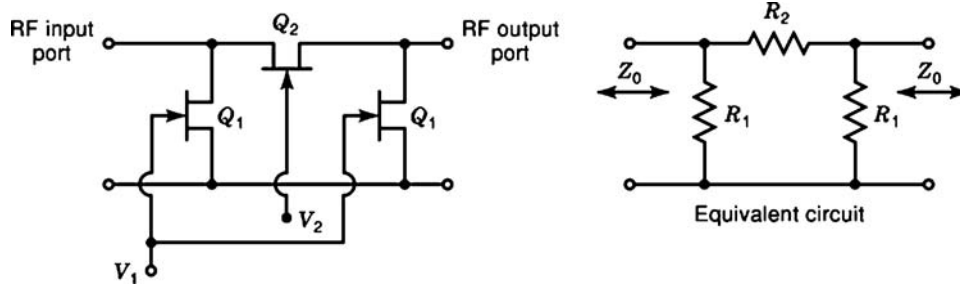 RF input
port
Q2
RF output
port
Q1
Q1
V2
V1
R2
Z0
R1
R1
Z0
Equivalent circuit